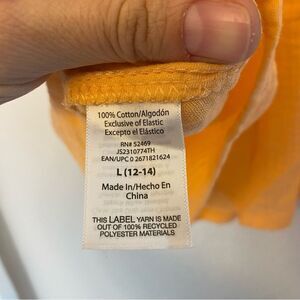 100% Cotton/Algodón
Exclusive of Elastic
Excepto el Elástico
RN# 52469
JS2310774TH
EAN/UPC 0 2671821624
L (12-14)
Made In/Hecho En
China
THIS LABEL YARN IS MADE
OUT OF 100% RECYCLED
POLYESTER MATERIALS